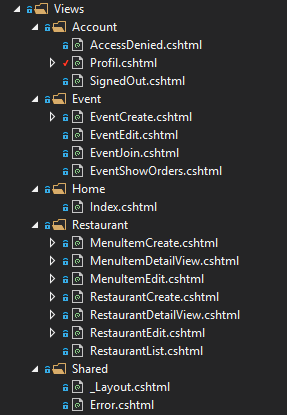 Views
Account
AccessDenied.cshtml
Profil.cshtml
SignedOut.cshtml
Event
EventCreate.cshtml
EventEdit.cshtml
EventJoin.cshtml
EventShowOrders.cshtml
Home
Index.cshtml
Restaurant
MenuItemCreate.cshtml
MenuItemDetailView.cshtml
MenuItemEdit.cshtml
RestaurantCreate.cshtml
RestaurantDetailView.cshtml
RestaurantEdit.cshtml
RestaurantList.cshtml
Shared
_Layout.cshtml
Error.cshtml